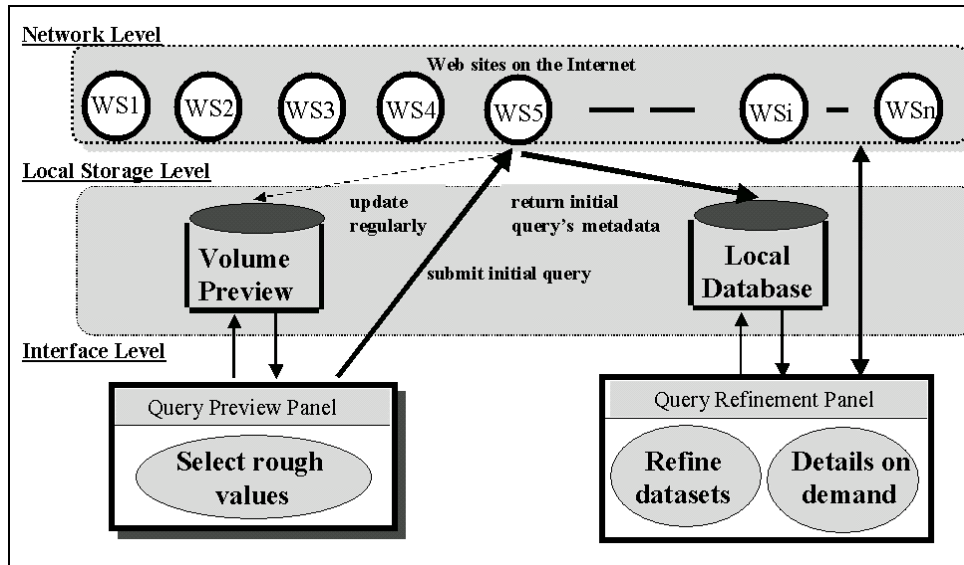 Network Level
Web sites on the Internet
WS1 WS2 WS3 WS4 WS5 WSi WSn
Local Storage Level
update
regularly
return initial
query's metadata
Volume
Preview
submit initial query
Local
Database
Interface Level
Query Preview Panel
Select rough
values
Query Refinement Panel
Refine
datasets
Details on
demand